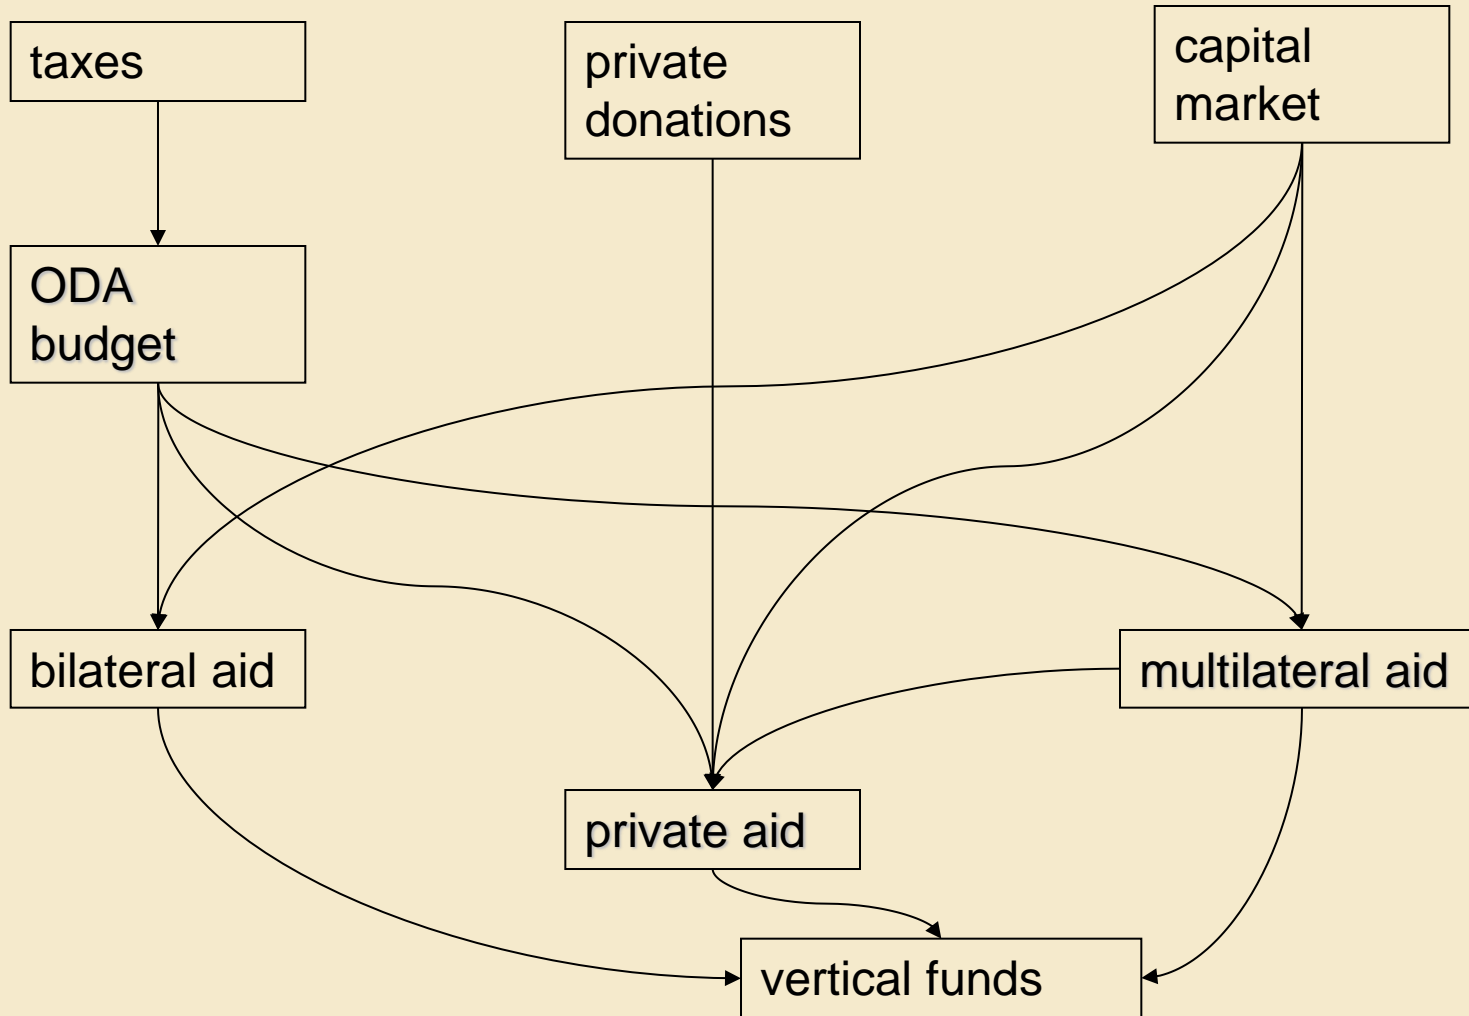 taxes
private
donations
capital
market
ODA
budget
bilateral aid
multilateral aid
private aid
vertical funds